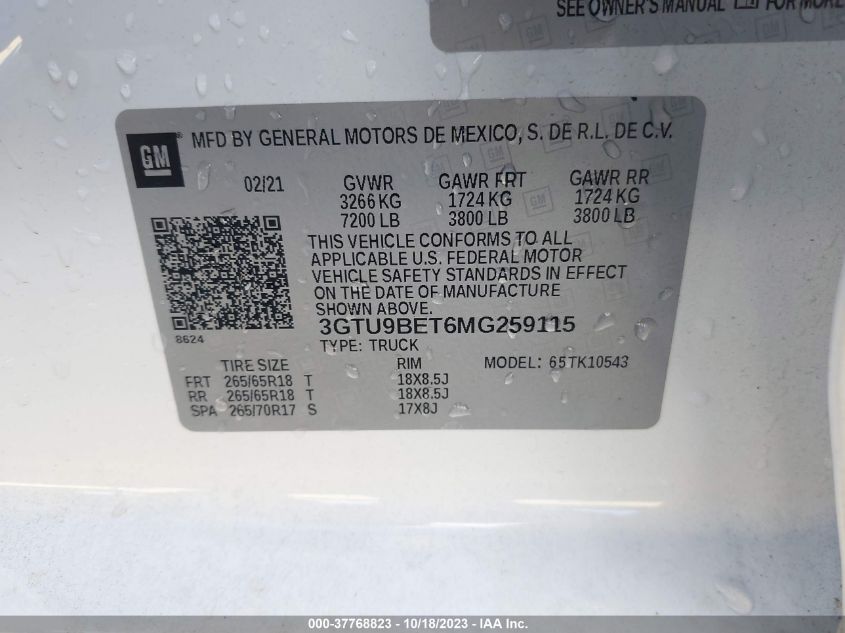 SEE OWNER'S MANUAL FOR MORE
GM
GM ® MFD BY GENERAL MOTORS DE MEXICO, S. DE R.L. DE C.V.
02/21 GVWR GAWR FRT GAWR RR
3266 KG 1724 KG 1724 KG
7200 LB 3800 LB 3800 LB
THIS VEHICLE CONFORMS TO ALL
APPLICABLE U.S. FEDERAL MOTOR
VEHICLE SAFETY STANDARDS IN EFFECT
ON THE DATE OF MANUFACTURE
SHOWN ABOVE.
8624 3GTU9BET6MG259115
TYPE: TRUCK
TIRE SIZE RIM MODEL: 65TK10543
FRT 265/65R18 T 18X8.5J
RR 265/65R18 T 18X8.5J
SPA 265/70R17 S 17X8J
000-37768823 - 10/18/2023 - IAA Inc.